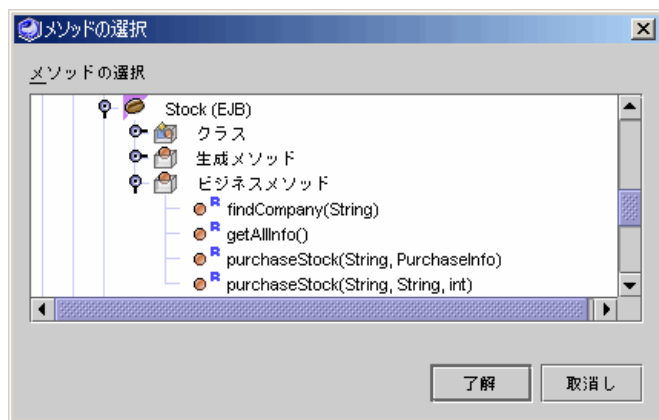 メソッドの選択
メソッドの選択
Stock (EJB)
クラス
生成メソッド
ビジネスメソッド
R findCompany(String)
R getAllInfo()
R purchaseStock(String, PurchaseInfo)
R purchaseStock(String, String, int)
了解
取消し